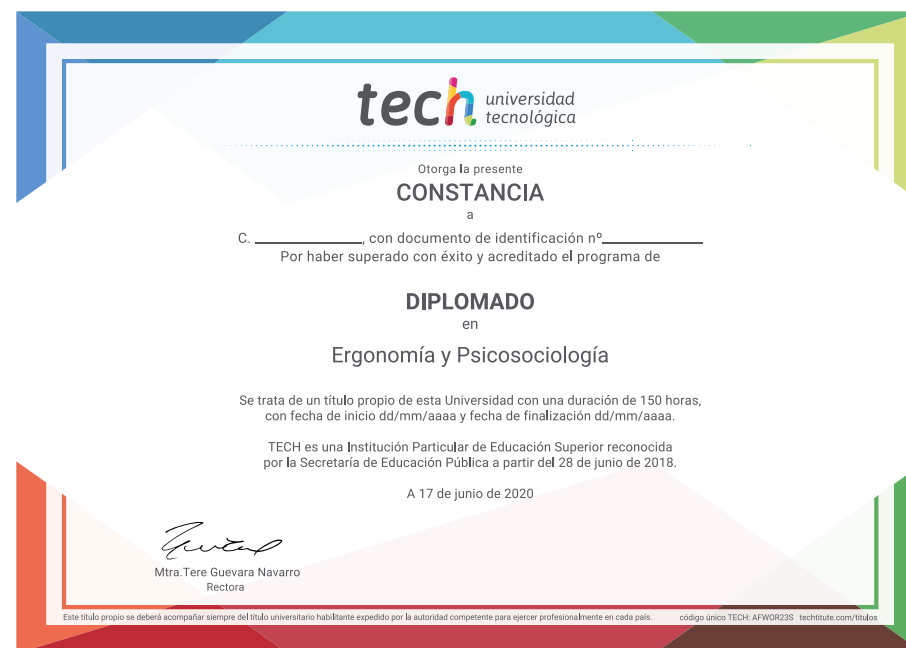 tech universidad
tecnológica
Otorga la presente
CONSTANCIA
a
C. ____________, con documento de identificación nº____________
Por haber superado con éxito y acreditado el programa de
DIPLOMADO
en
Ergonomía y Psicosociología
Se trata de un título propio de esta Universidad con una duración de 150 horas,
con fecha de inicio dd/mm/aaaa y fecha de finalización dd/mm/aaaa.
TECH es una Institución Particular de Educación Superior reconocida
por la Secretaría de Educación Pública a partir del 28 de junio de 2018.
A 17 de junio de 2020
Mtra.Tere Guevara Navarro
Rectora
Este título propio se deberá acompañar siempre del título universitario habilitante expedido por la autoridad competente para ejercer profesionalmente en cada país. código único TECH: AFWOR23S techtitute.com/titulos